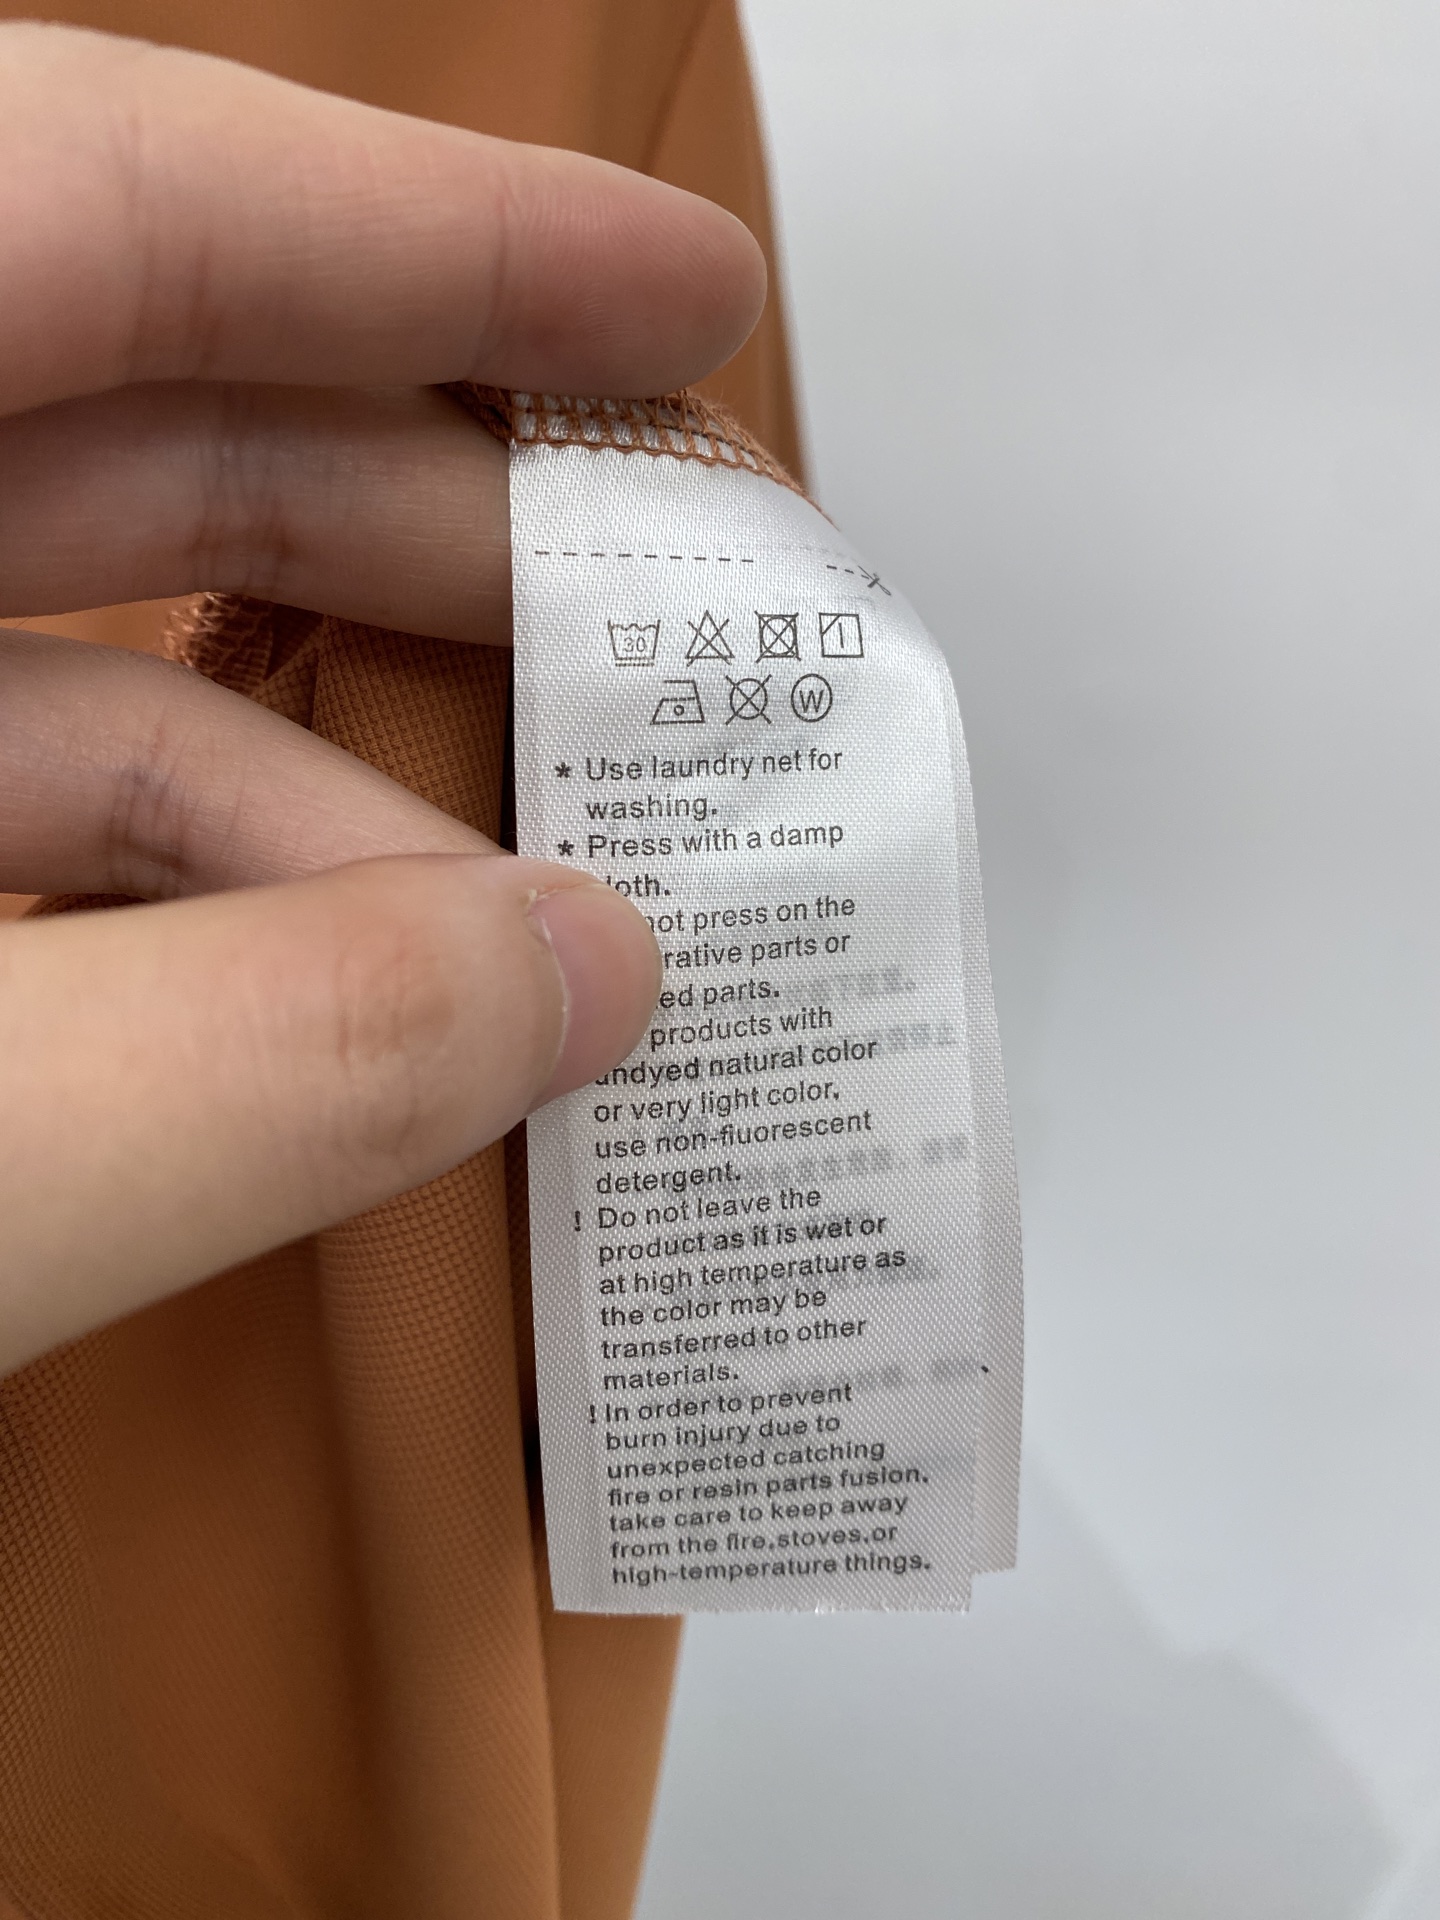 30
W
* Use laundry net for
washing.
* Press with a damp
loth.
not press on the
rative parts or
ed parts.
products with
undyed natural color
or very light color,
use non-fluorescent
detergent.
! Do not leave the
product as it is wet or
at high temperature as
the color may be
transferred to other
materials.
! In order to prevent
burn injury due to
unexpected catching
fire or resin parts fusion.
take care to keep away
from the fire,stoves,or
high-temperature things.